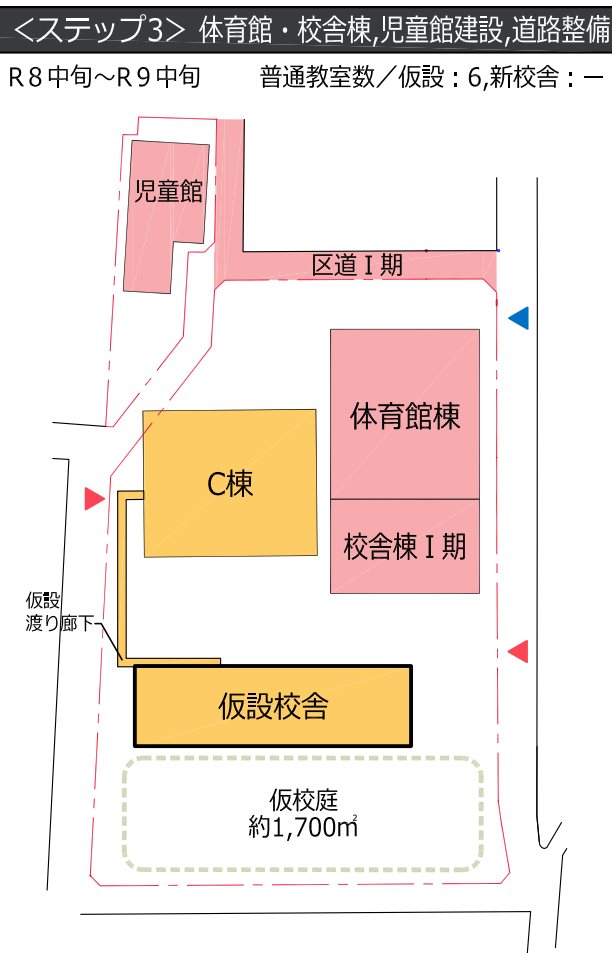 ＜ステップ3＞ 体育館・校舎棟,児童館建設,道路整備
R８中旬～R９中旬　普通教室数／仮設：6,新校舎：－
児童館
区道Ⅰ期
体育館棟
C棟
校舎棟Ⅰ期
仮設
渡り廊下
仮設校舎
仮校庭
約1,700㎡